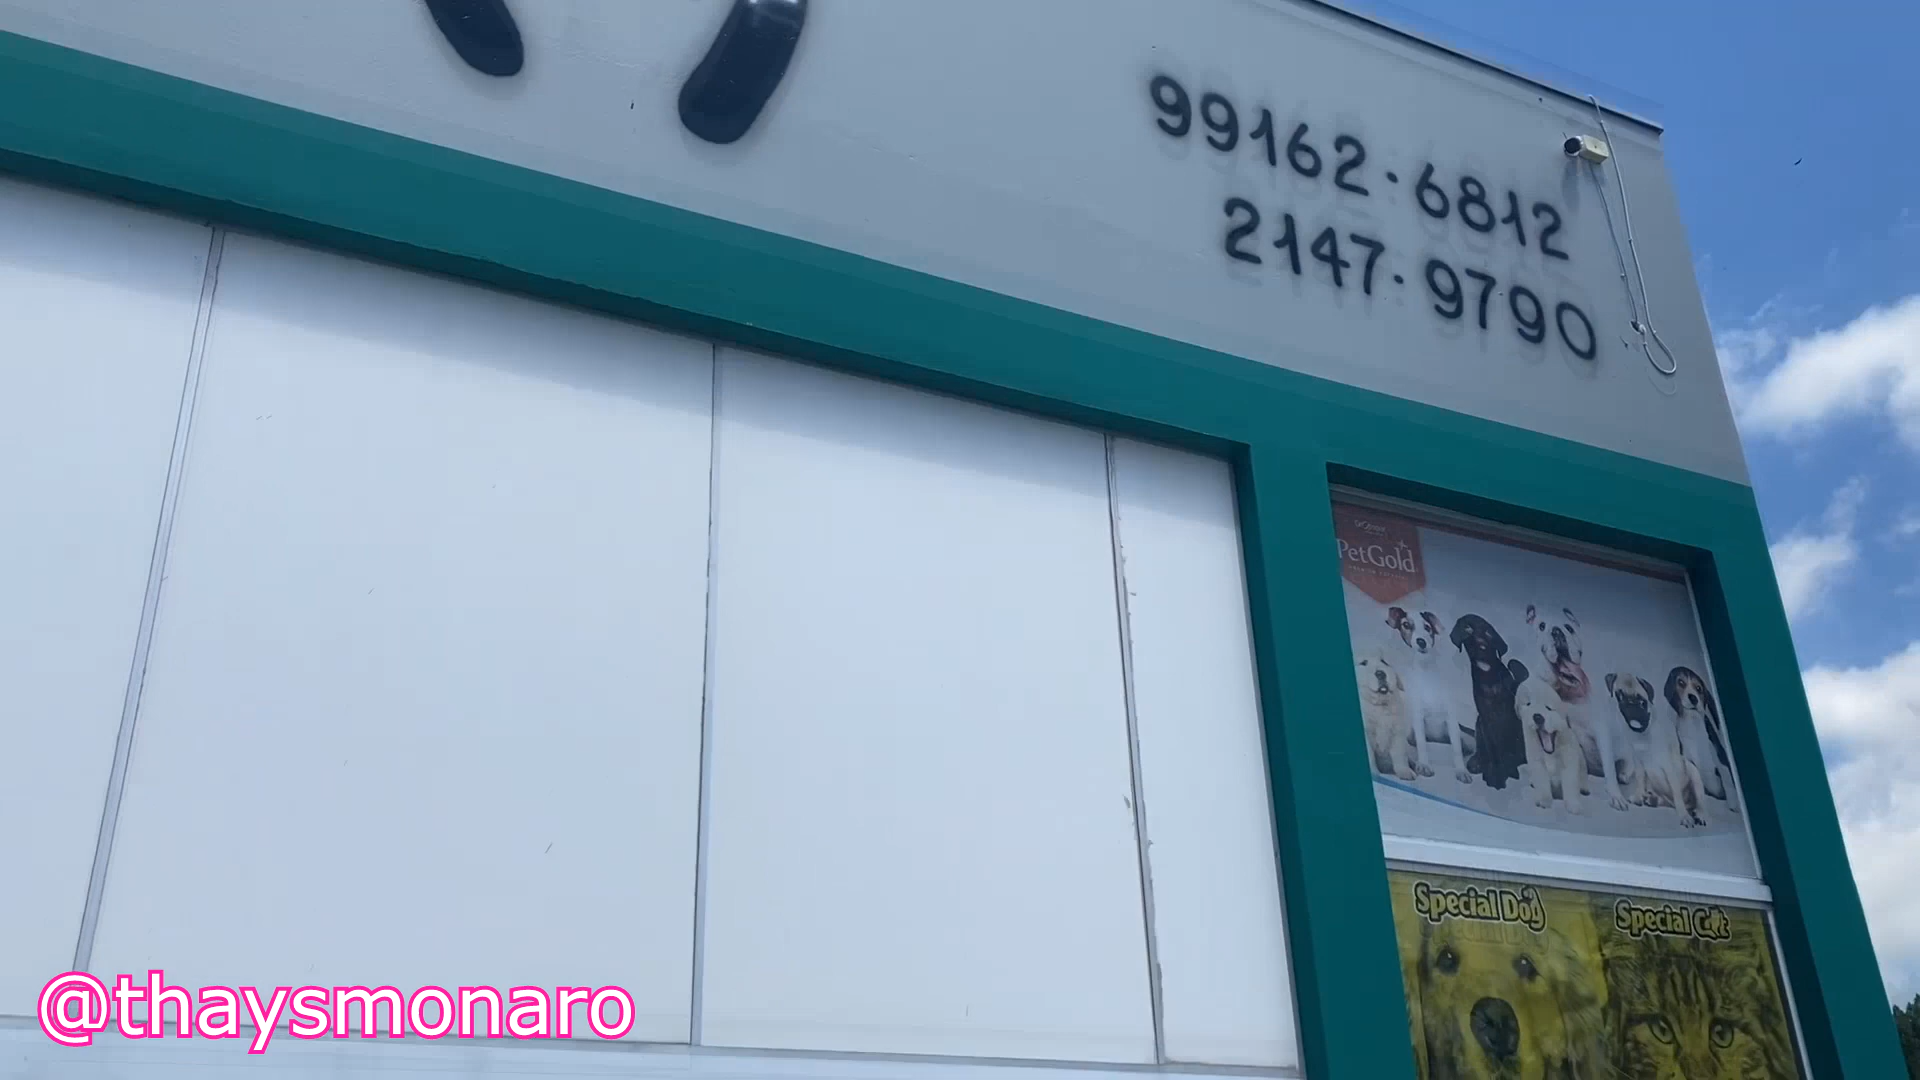 99162.6812
2147.9790
PetGold
Special Dog
Special Cat
@thaysmonaro